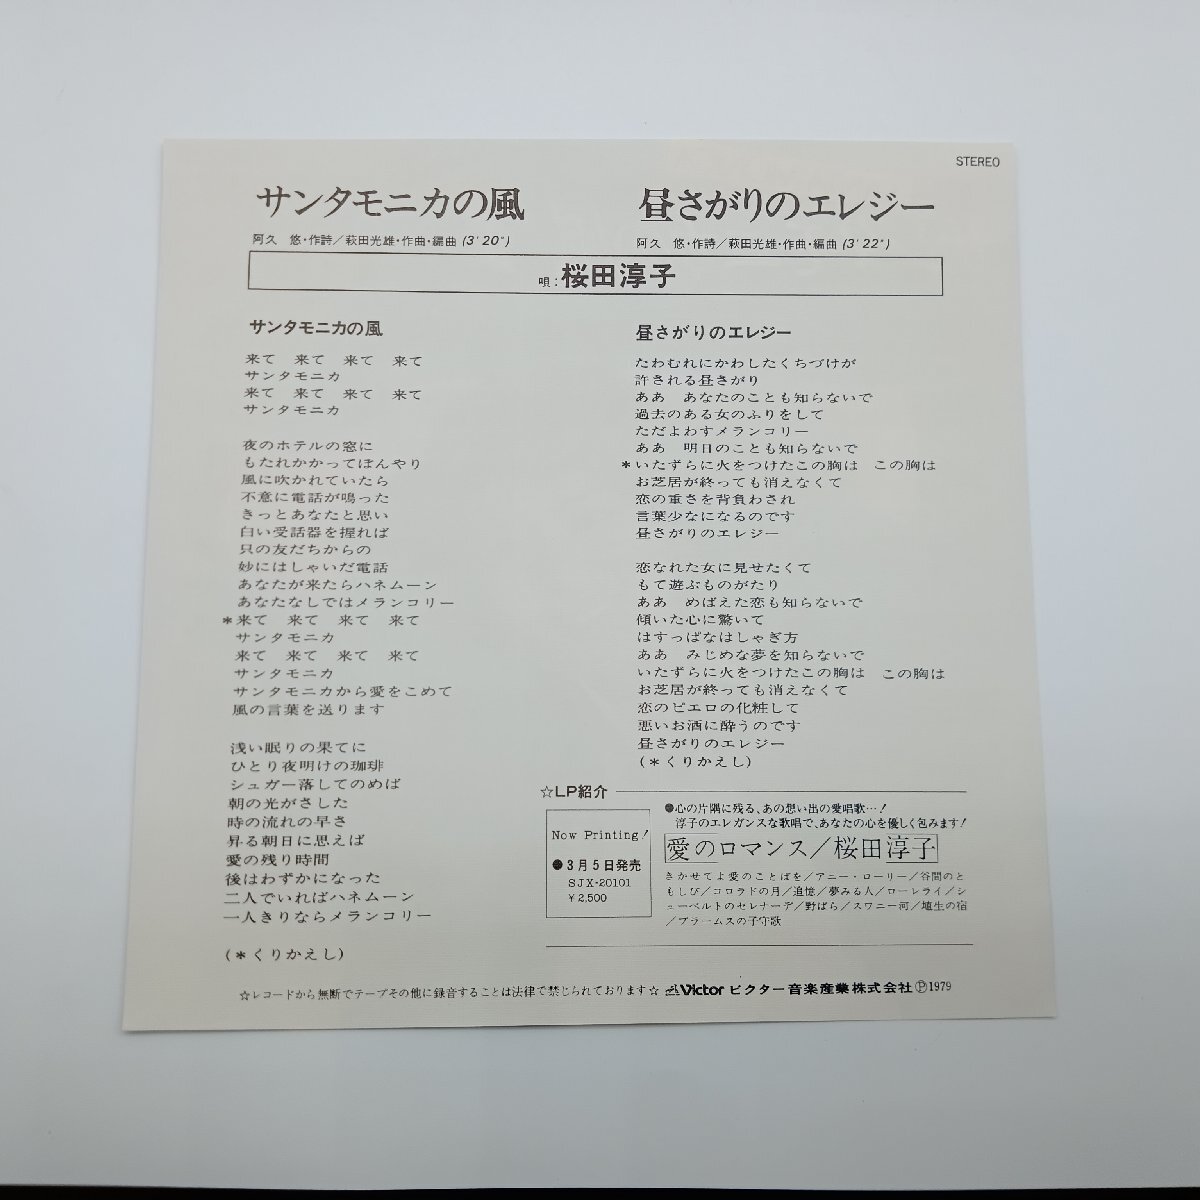 STEREO
サンタモニカの風
阿久　悠・作詩／萩田光雄・作曲・編曲 (3'20")
昼さがりのエレジー
阿久　悠・作詩／萩田光雄・作曲・編曲 (3'22")
唄：桜田淳子
サンタモニカの風
来て　来て　来て　来て
サンタモニカ
来て　来て　来て　来て
サンタモニカ
夜のホテルの窓に
もたれかかってぼんやり
風に吹かれていたら
不意に電話が鳴った
きっとあなたと思い
白い受話器を握れば
只の友だちからの
妙にはしゃいだ電話
あなたが来たらハネムーン
あなたなしではメランコリー
＊来て　来て　来て　来て
サンタモニカ
来て　来て　来て　来て
サンタモニカ
サンタモニカから愛をこめて
風の言葉を送ります
浅い眠りの果てに
ひとり夜明けの珈琲
シュガー落してのめば
朝の光がさした
時の流れの早さ
昇る朝日に思えば
愛の残り時間
後はわずかになった
二人でいればハネムーン
一人きりならメランコリー
(＊くりかえし)
昼さがりのエレジー
たわむれにかわしたくちづけが
許される昼さがり
ああ　あなたのことも知らないで
過去のある女のふりをして
ただよわすメランコリー
ああ　明日のことも知らないで
＊いたずらに火をつけたこの胸は　この胸は
お芝居が終っても消えなくて
恋の重さを背負わされ
言葉少なになるのです
昼さがりのエレジー
恋なれた女に見せたくて
もて遊ぶものがたり
ああ　めばえた恋も知らないで
傾いた心に驚いて
はすっぱなはしゃぎ方
ああ　みじめな夢を知らないで
いたずらに火をつけたこの胸は　この胸は
お芝居が終っても消えなくて
恋のピエロの化粧して
悪いお酒に酔うのです
昼さがりのエレジー
(＊くりかえし)
☆LP紹介
Now Printing!
●3月5日発売
SJX-20101
¥2,500
●心の片隅に残る、あの想い出の愛唱歌…!
淳子のエレガンスな歌唱で、あなたの心を優しく包みます!
愛のロマンス／桜田淳子
きかせてよ愛のことばを／アニー・ローリー／谷間のと
もしび／コロラドの月／追憶／夢みる人／ローレライ／シ
ューベルトのセレナーデ／野ばら／スワニー河／埴生の宿
／ブラームスの子守歌
☆レコードから無断でテープその他に録音することは法律で禁じられております☆ Victor ビクター音楽産業株式会社 Ⓟ1979